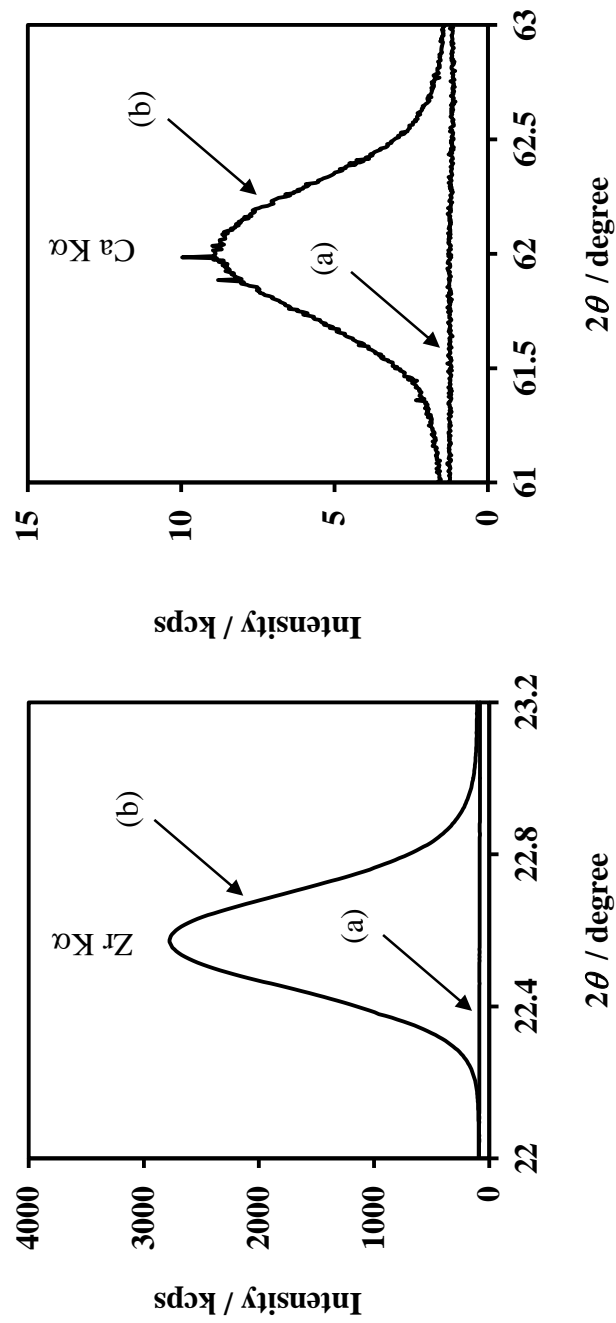 Intensity / kcps
4000
3000
2000
1000
0
Zr Kα
(b)
(a)
22
22.4
22.8
23.2
2θ / degree
Intensity / kcps
15
10
5
0
Ca Kα
(b)
(a)
61
61.5
62
62.5
63
2θ / degree